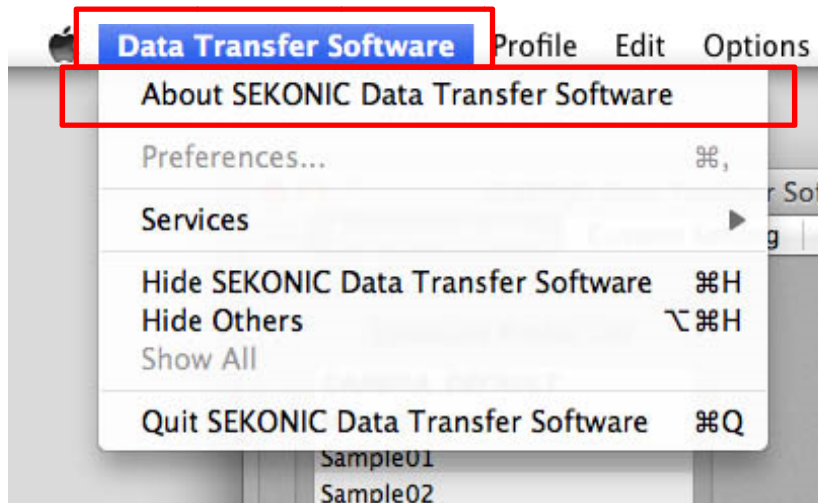 Data Transfer Software Profile Edit Options
About SEKONIC Data Transfer Software
Preferences... ⌘,
Services ▶
Hide SEKONIC Data Transfer Software ⌘H
Hide Others ⌥⌘H
Show All
Quit SEKONIC Data Transfer Software ⌘Q
Sample01
Sample02